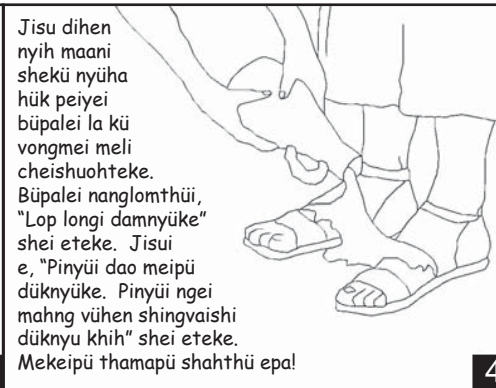 Jisu dihen
nyih maani
shekü nyüha
hük peiyei
büpalei la kü
vongmei meli
cheishuohteke.
Büpalei nanglomthüi,
“Lop longi damnyüke”
shei eteke.  Jisui
e, “Pinyüi dao meipü
düknyüke.  Pinyüi ngei
mahng vühen shingvaishi
düknyu khih” shei eteke.
Mekeipü thamapü shahthü epa!
4